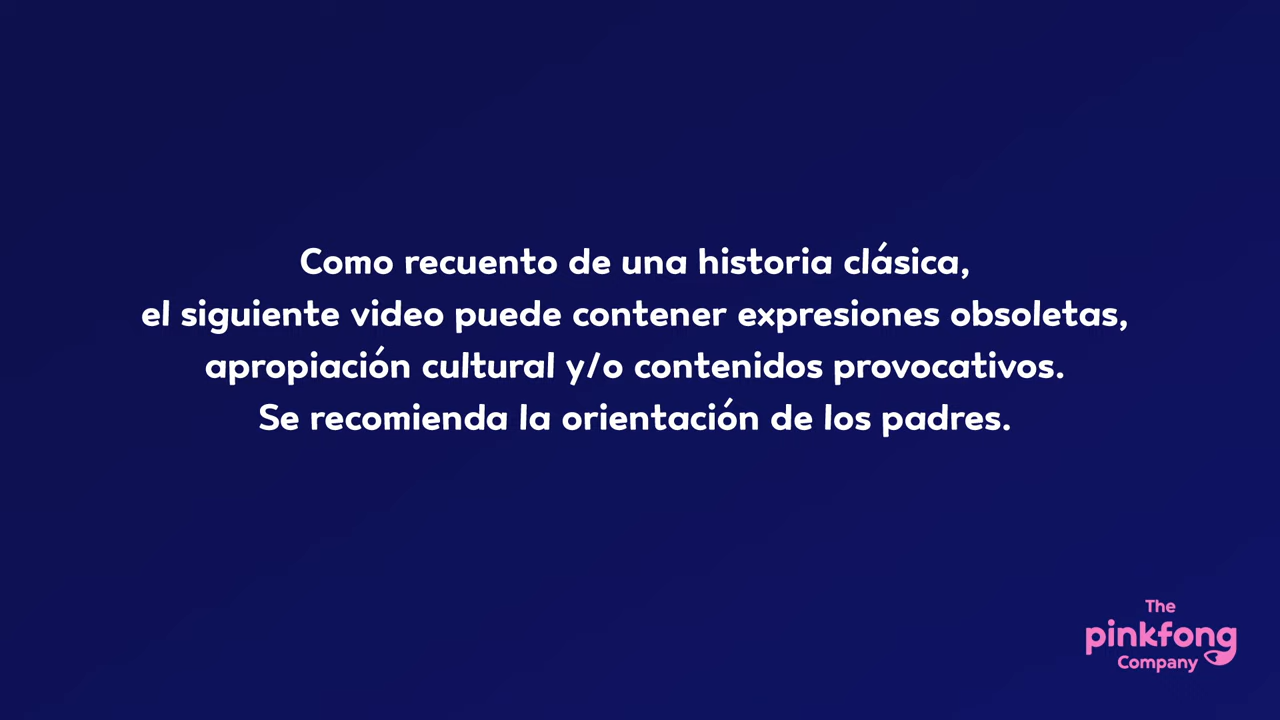 Como recuento de una historia clásica,
el siguiente video puede contener expresiones obsoletas,
apropiación cultural y/o contenidos provocativos.
Se recomienda la orientación de los padres.
The
pinkfong
Company